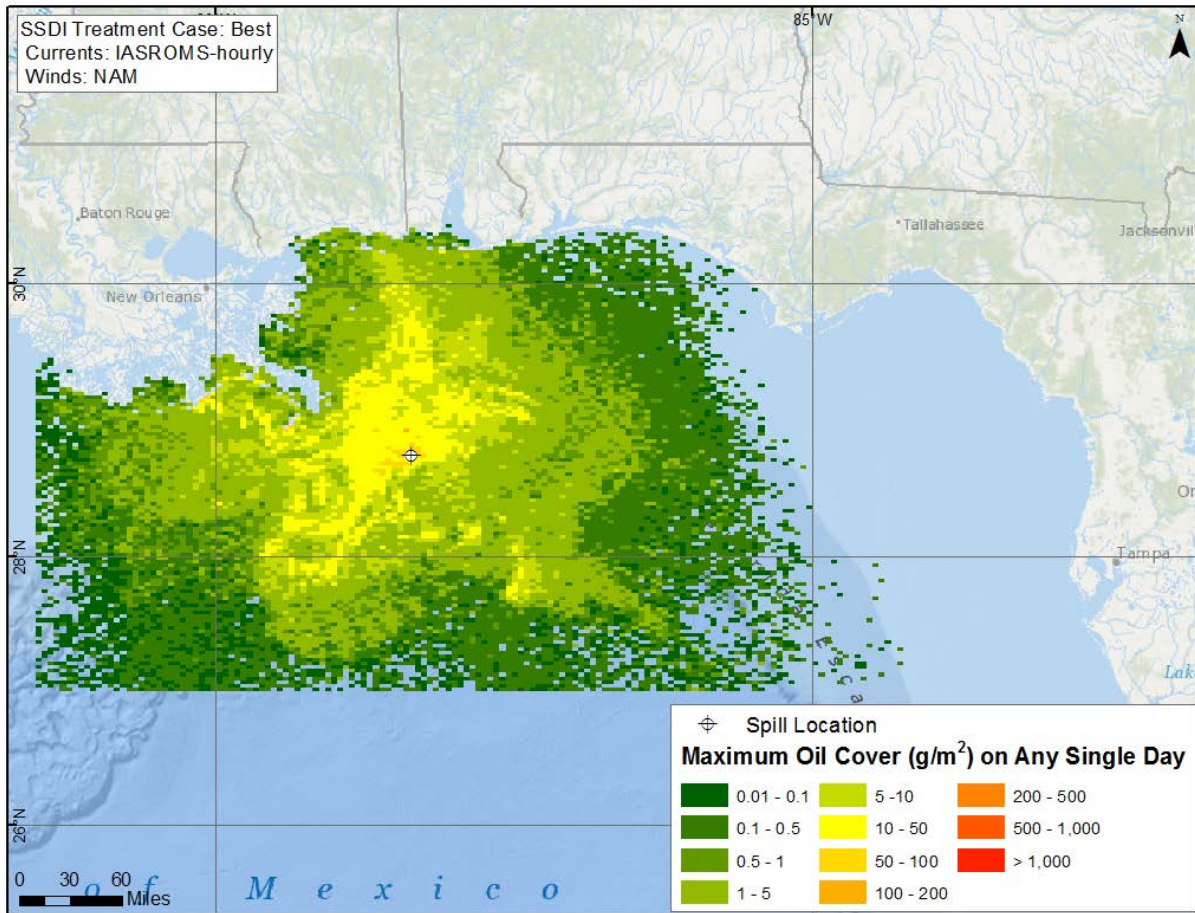 SSDI Treatment Case: Best
Currents: IASROMS-hourly
Winds: NAM
85°W
N
Baton Rouge
Tallahassee
Jacksonvil
30°N
New Orleans
28°N
Tampa
Or
E s c a
Lake
Spill Location
Maximum Oil Cover (g/m²) on Any Single Day
0.01 - 0.1
0.1 - 0.5
0.5 - 1
1 - 5
5 -10
10 - 50
50 - 100
100 - 200
200 - 500
500 - 1,000
> 1,000
26°N
0 30 60
Miles
o f M e x i c o